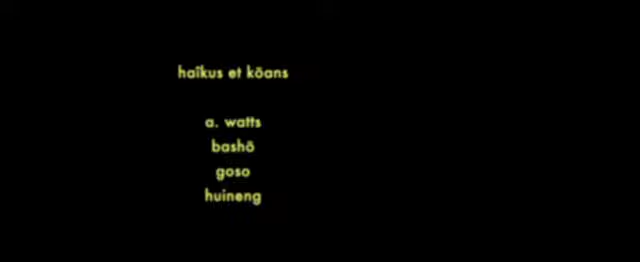 haïkus et kōans
a. watts
bashō
goso
huineng